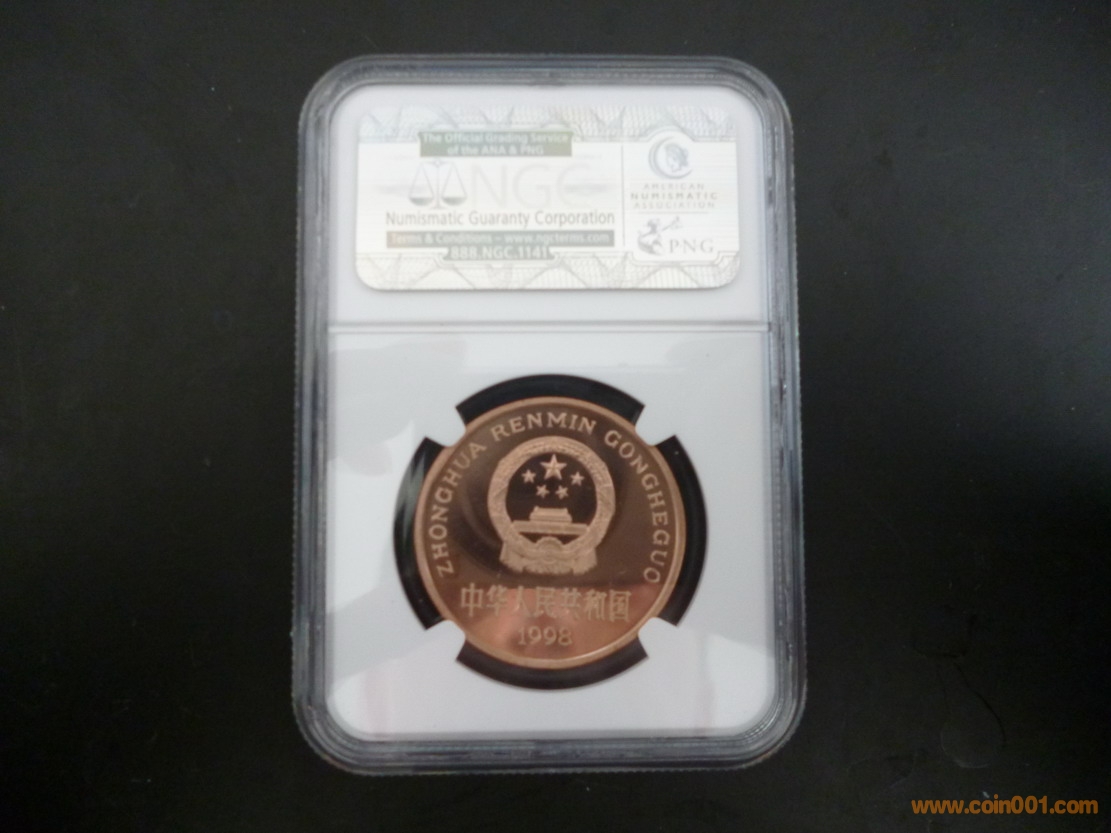 The Official Grading Service
of the ANA & PNG
NGC
Numismatic Guaranty Corporation
Terms & Conditions – www.ngcterms.com
888.NGC.1141
AMERICAN
NUMISMATIC
ASSOCIATION
PNG
ZHONGHUA RENMIN GONGHEGUO
中华人民共和国
1998
www.coin001.com